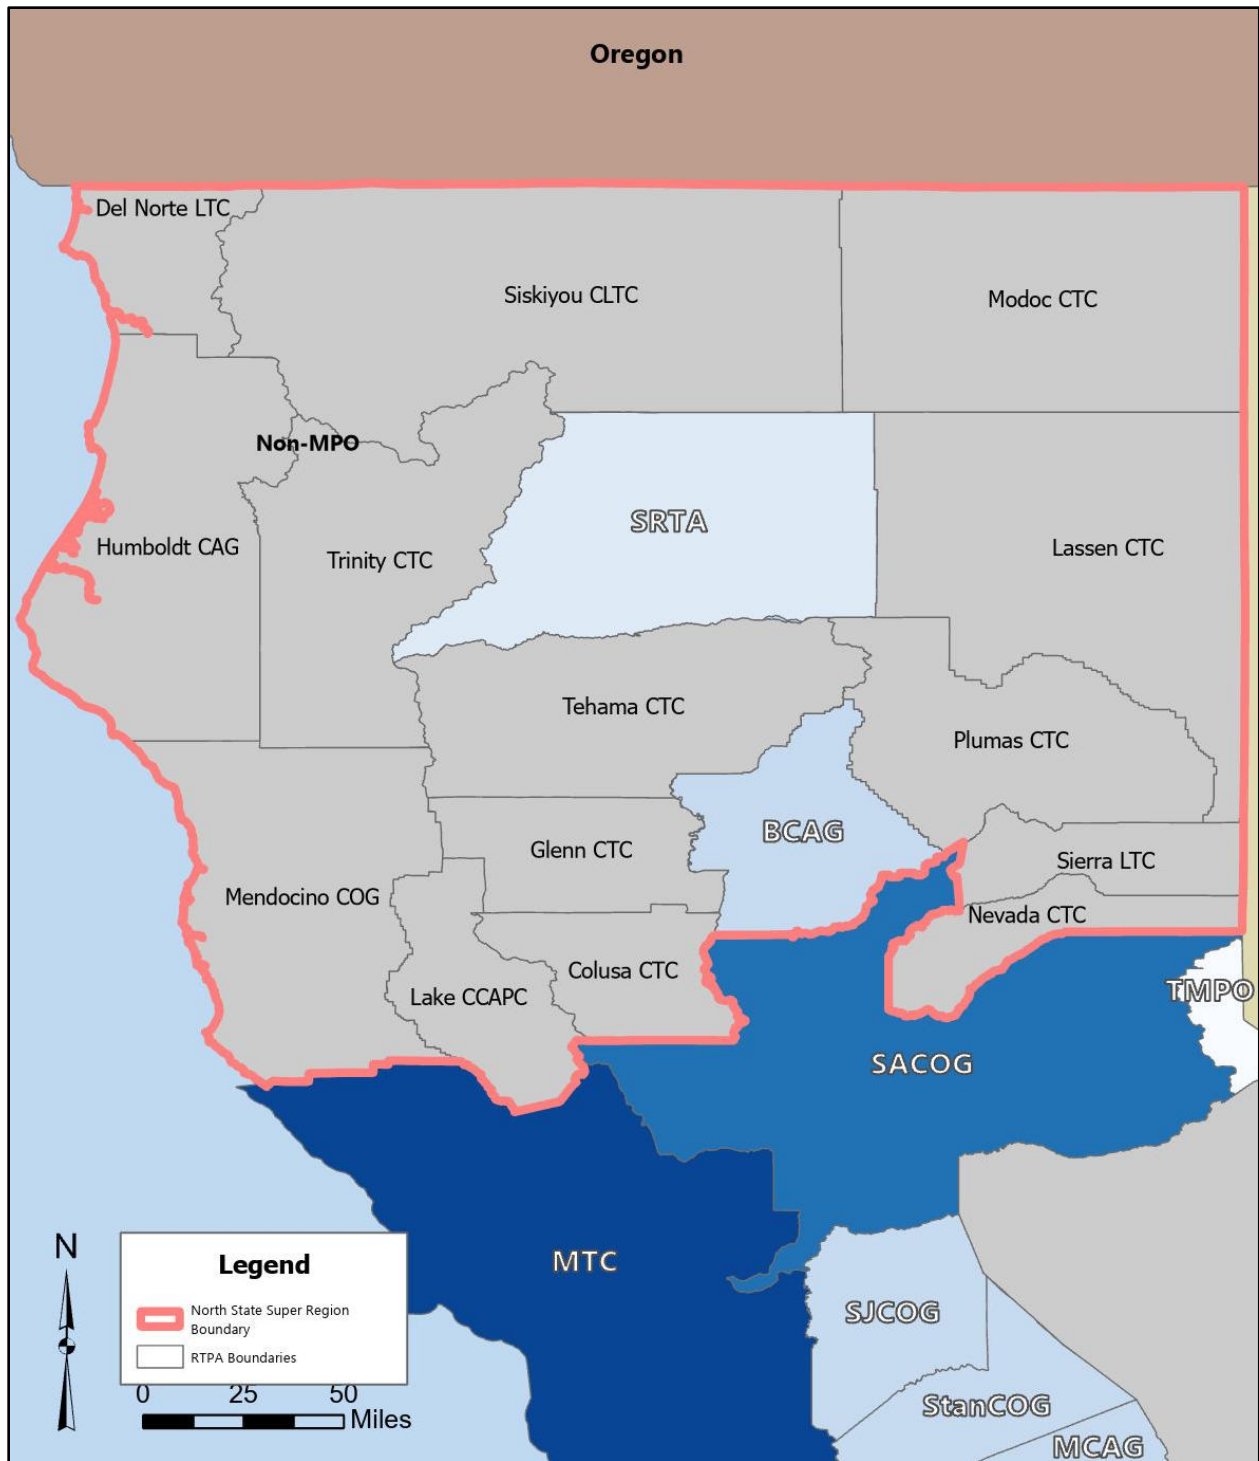 Oregon
Del Norte LTC
Siskiyou CLTC
Modoc CTC
Non-MPO
SRTA
Humboldt CAG
Trinity CTC
Lassen CTC
Tehama CTC
Plumas CTC
BCAG
Glenn CTC
Sierra LTC
Mendocino COG
Nevada CTC
Colusa CTC
Lake CCAPC
TMPO
SACOG
N
Legend
MTC
North State Super Region
Boundary
SJCOG
RTPA Boundaries
0 25 50
Miles
StanCOG
MCAG